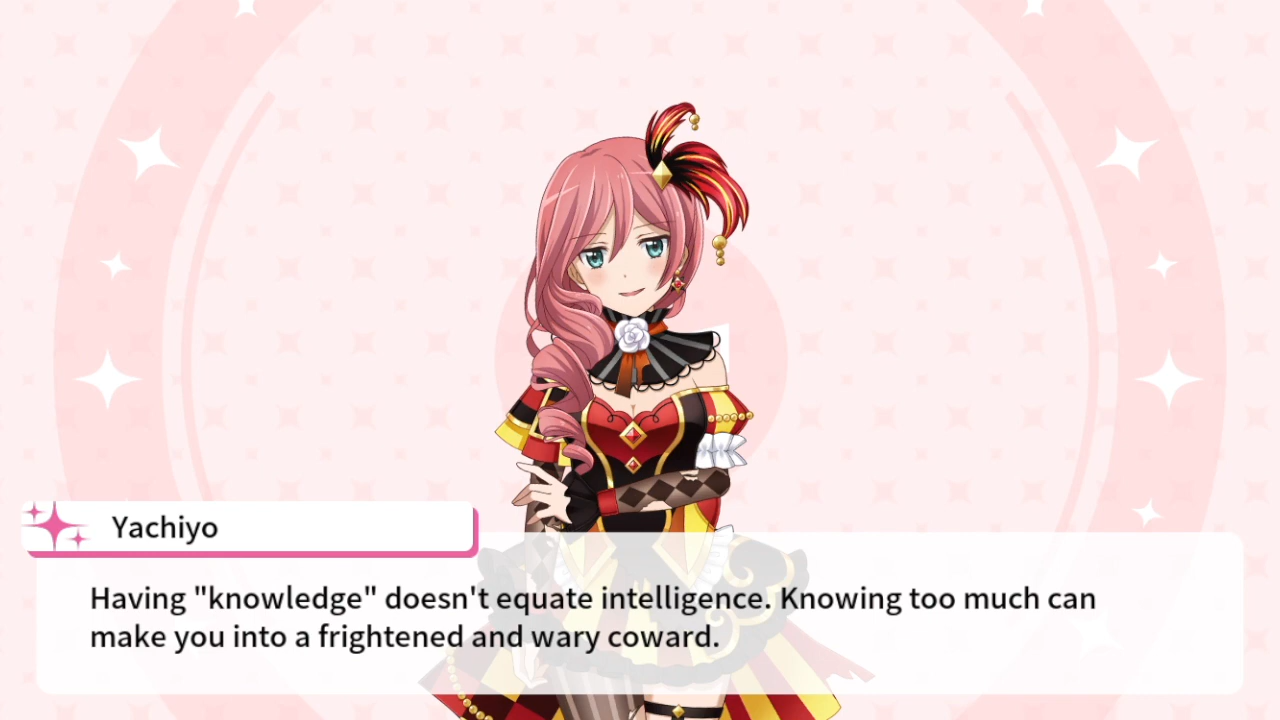 Yachiyo
Having "knowledge" doesn't equate intelligence. Knowing too much can
make you into a frightened and wary coward.